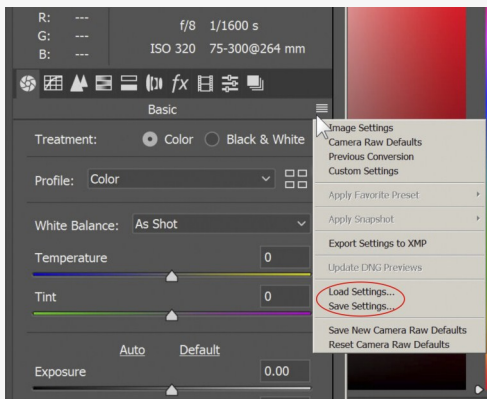 R: ---
G: ---
B: ---
f/8 1/1600 s
ISO 320 75-300@264 mm
fx
Basic
Treatment: Color Black & White
Profile: Color
White Balance: As Shot
Temperature 0
Tint 0
Auto Default
Exposure 0.00
Image Settings
Camera Raw Defaults
Previous Conversion
Custom Settings
Apply Favorite Preset
Apply Snapshot
Export Settings to XMP
Update DNG Previews
Load Settings...
Save Settings...
Save New Camera Raw Defaults
Reset Camera Raw Defaults